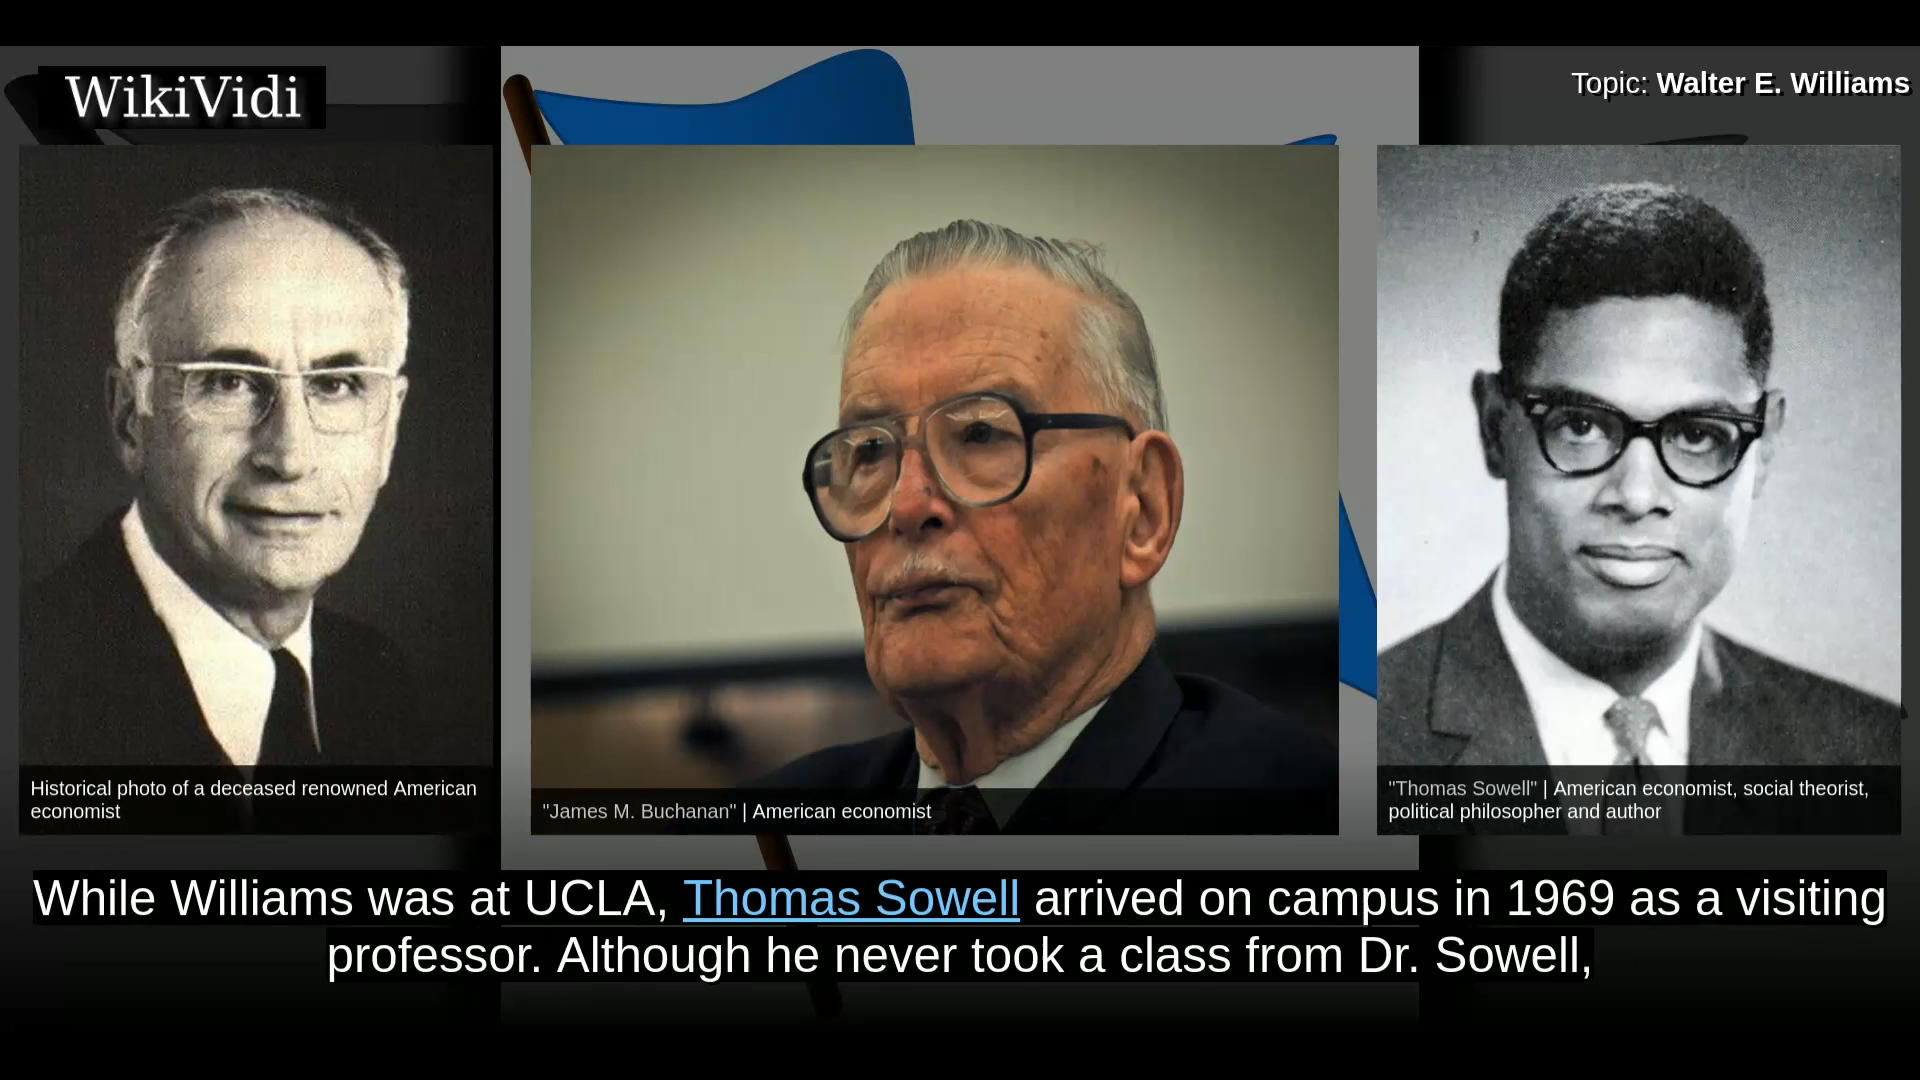 WikiVidi
Topic: Walter E. Williams
Historical photo of a deceased renowned American
economist
"James M. Buchanan" | American economist
"Thomas Sowell" | American economist, social theorist,
political philosopher and author
While Williams was at UCLA, Thomas Sowell arrived on campus in 1969 as a visiting
professor. Although he never took a class from Dr. Sowell,